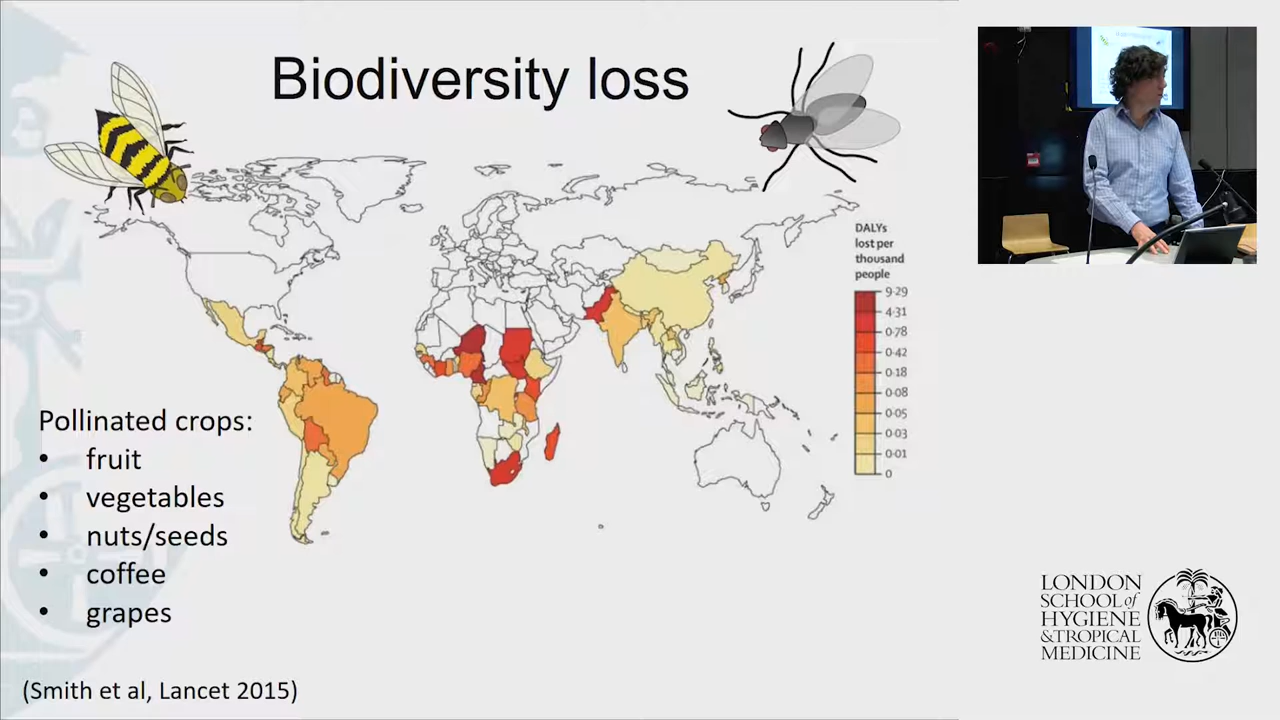 Biodiversity loss
DALYs
lost per
thousand
people
9·29
4·31
0·78
0·42
0·18
0·08
0·05
0·03
0·01
0
Pollinated crops:
• fruit
• vegetables
• nuts/seeds
• coffee
• grapes
(Smith et al, Lancet 2015)
LONDON
SCHOOL of
HYGIENE
& TROPICAL
MEDICINE